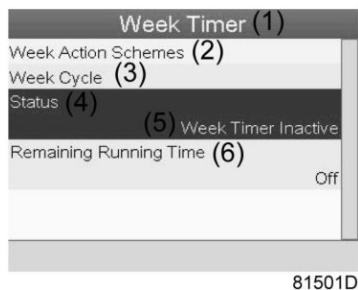 Week Timer (1)
Week Action Schemes (2)
Week Cycle (3)
Status (4)
(5) Week Timer Inactive
Remaining Running Time (6)
Off
81501D